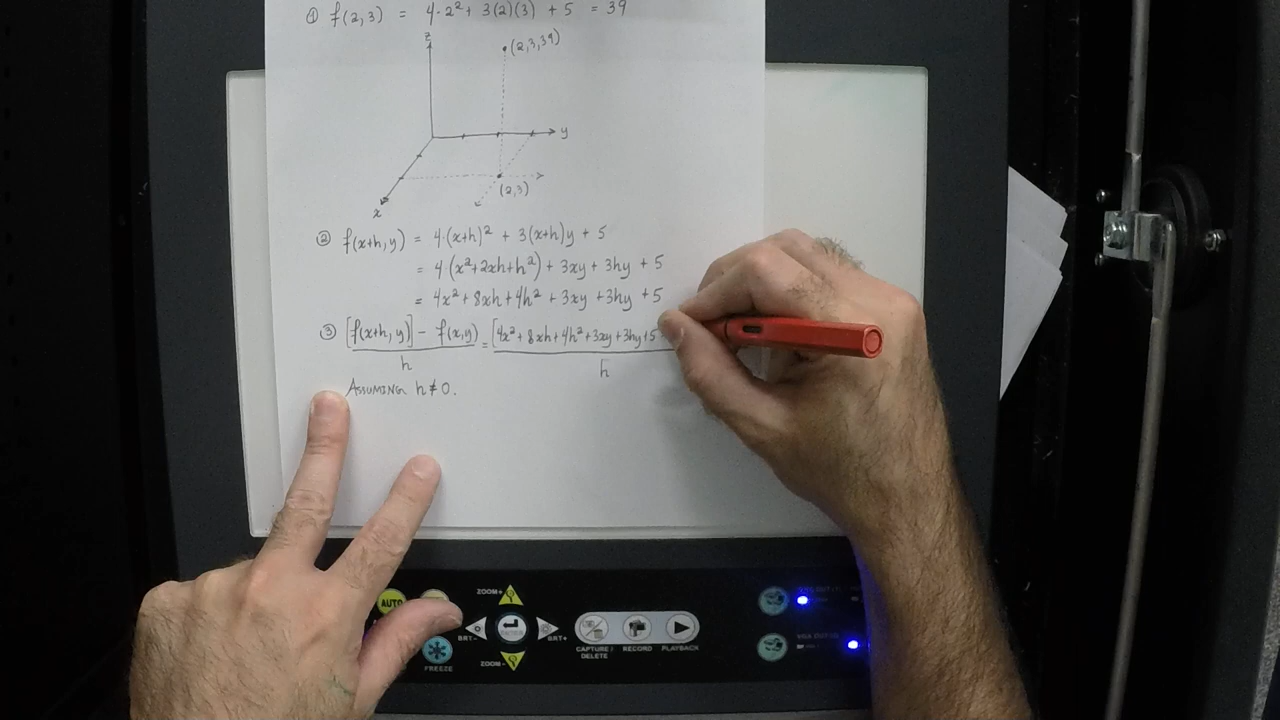 ① f(2,3) = 4·2² + 3(2)(3) + 5 = 39
z
(2,3,39)
y
(2,3)
x
② f(x+h,y) = 4·(x+h)² + 3(x+h)y + 5
= 4·(x²+2xh+h²) + 3xy + 3hy + 5
= 4x² + 8xh + 4h² + 3xy + 3hy + 5
③ [f(x+h, y)] - f(x,y) = [4x² + 8xh + 4h² + 3xy + 3hy + 5
h h
ASSUMING h ≠ 0.
AUTO
ZOOM+
BRT-
BRT+
FREEZE
ZOOM-
CAPTURE / DELETE
RECORD
PLAYBACK